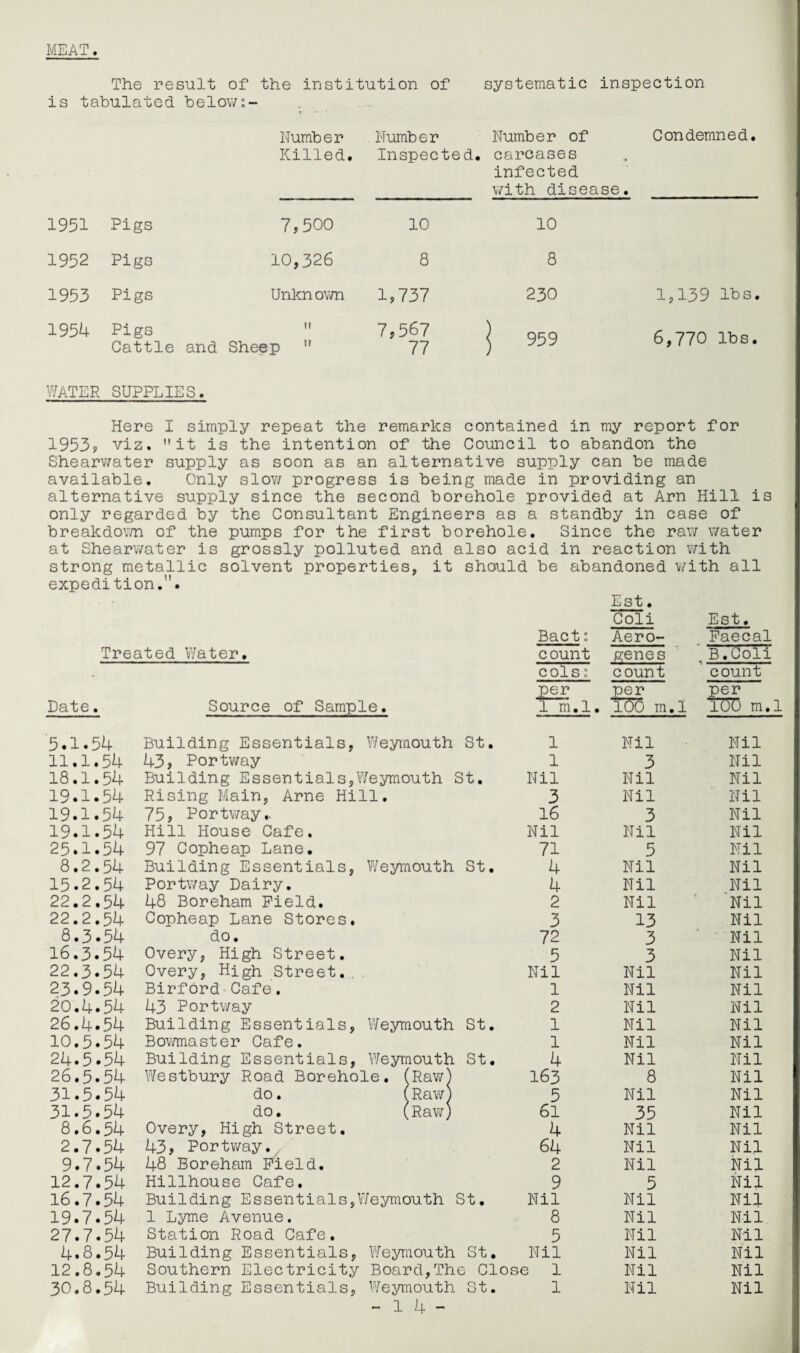 MEAT.
The result of the institution of systematic inspection
is tabulated below:-
Number Killed. Number Inspected. Number of carcases infected with disease. Condemned.
1951 Pigs 7,500 10 10
1952 Pigs 10,326 8 8
1953 Pigs Unknown 1,737 230 1,139 lbs.
1954 Pigs " 7,567 ) 959 6,770 lbs.
Cattle and Sheep " 77 )
WATER SUPPLIES.
Here I simply repeat the remarks contained in my report for
1953, viz. "it is the intention of the Council to abandon the
Shearwater supply as soon as an alternative supply can be made
available. Only slow progress is being made in providing an
alternative supply since the second borehole provided at Arn Hill is
only regarded by the Consultant Engineers as a standby in case of
breakdown of the pumps for the first borehole. Since the raw water
at Shearwater is grossly polluted and also acid in reaction with
strong metallic solvent properties, it should be abandoned with all
expedition.".
Treated Water.
Date. Source of Sample. Bact: count cols: per 1 m.l. Est. Coli Aero-genes count per 100 m.l Est. Faecal B.Coli count per 100 m.l
5.1.54 Building Essentials, Weymouth St. 1 Nil Nil
11.1.54 43, Portway 1 3 Nil
18.1.54 Building Essentials,Weymouth St. Nil Nil Nil
19.1.54 Rising Main, Arne Hill. 3 Nil Nil
19.1.54 75, Portway. 16 3 Nil
19.1.54 Hill House Cafe. Nil Nil Nil
25.1.54 97 Copheap Lane. 71 5 Nil
8.2.54 Building Essentials, Weymouth St. 4 Nil Nil
15.2.54 Portway Dairy. 4 Nil Nil
22.2.54 48 Boreham Field. 2 Nil Nil
22.2.54 Copheap Lane Stores. 3 13 Nil
8.3.54 do. 72 3 Nil
16.3.54 Overy, High Street. 5 3 Nil
22.3.54 Overy, High Street. Nil Nil Nil
23.9.54 Birford Cafe. 1 Nil Nil
20.4.54 43 Portway 2 Nil Nil
26.4.54 Building Essentials, Weymouth St. 1 Nil Nil
10.5.54 Bowmaster Cafe. 1 Nil Nil
24.5.54 Building Essentials, Weymouth St. 4 Nil Nil
26.5.54 Westbury Road Borehole. (Raw) 163 8 Nil
31.5.54 do. (Raw) 5 Nil Nil
31.5.54 do. (Raw) 61 35 Nil
8.6.54 Overy, High Street. 4 Nil Nil
2.7.54 43, Portway. 64 Nil Nil
9.7.54 48 Boreham Field. 2 Nil Nil
12.7.54 Hillhouse Cafe. 9 5 Nil
16.7.54 Building Essentials,Weymouth St. Nil Nil Nil
19.7.54 1 Lyme Avenue. 8 Nil Nil
27.7.54 Station Road Cafe. 5 Nil Nil
4.8.54 Building Essentials, Weymouth St. Nil Nil Nil
12.8.54 Southern Electricity Board,The Close 1 Nil Nil
30.8.54 Building Essentials, Weymouth St. 1 Nil Nil
- 1 4 -